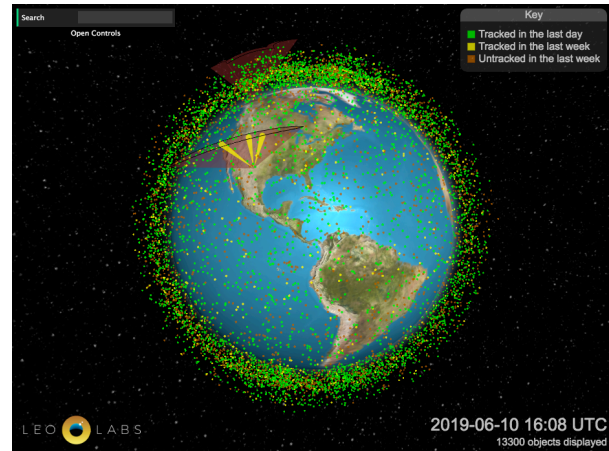 Search
Open Controls
Key
Tracked in the last day
Tracked in the last week
Untracked in the last week
LEO LABS
2019-06-10 16:08 UTC
13300 objects displayed